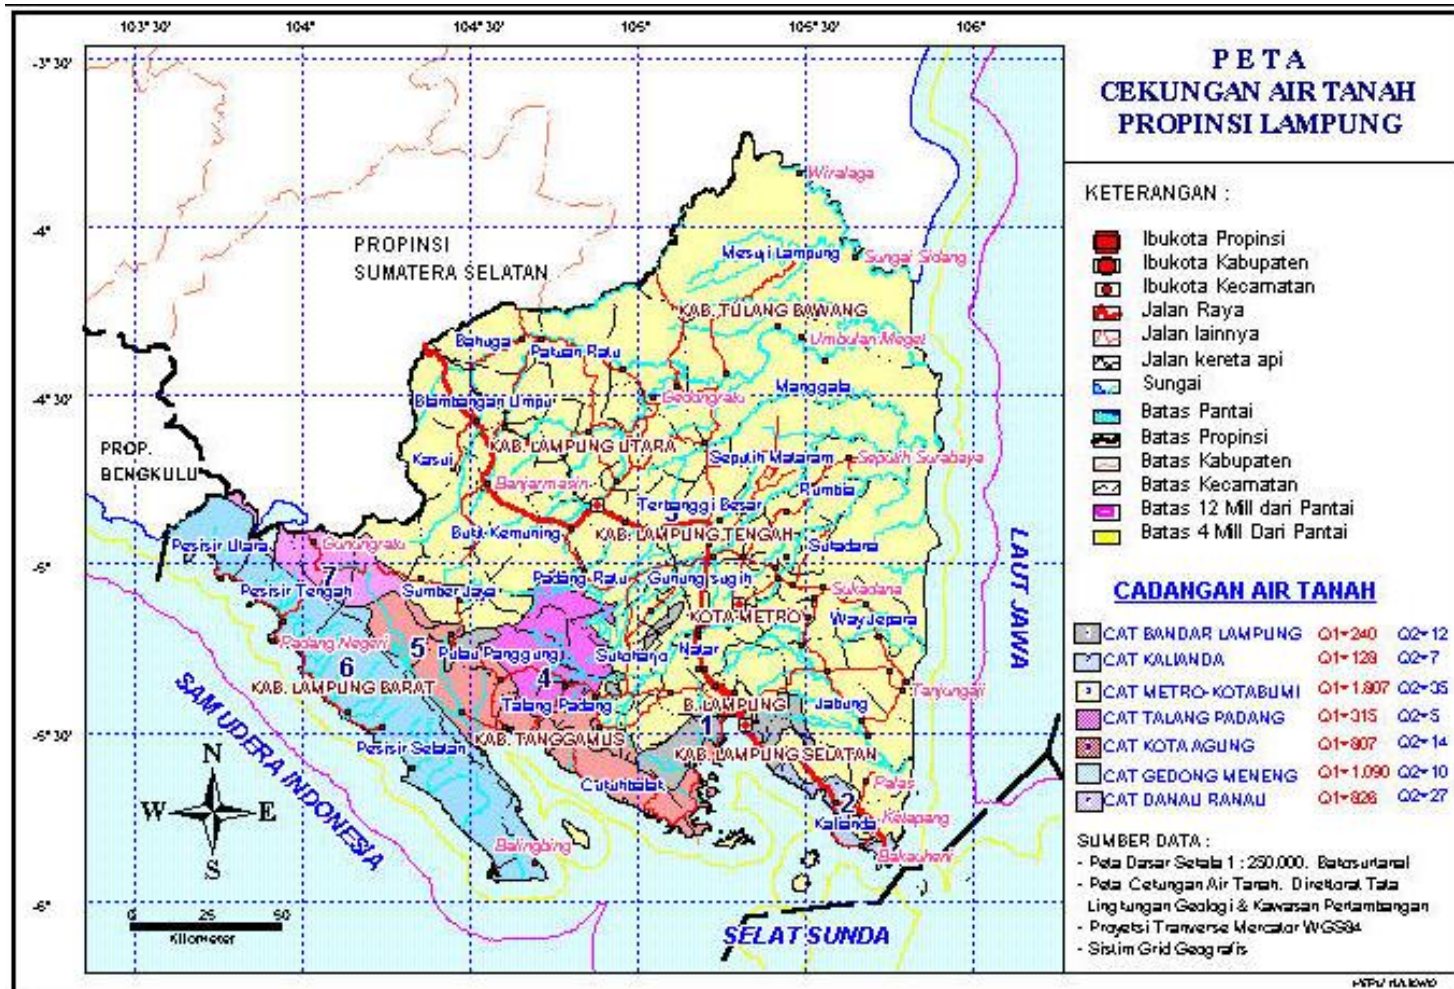 PETA
CEKUNGAN AIR TANAH
PROPINSI LAMPUNG
103° 30'
104°
104° 30'
105°
105° 30'
106°
-3° 30'
-4°
-4° 30'
-5°
-5° 30'
-6°
PROPINSI
SUMATERA SELATAN
PROP.
BENGKULU
Wiralaga
Mesuji Lampung
Sungai Sidang
KAB. TULANG BAWANG
Bahuga
Pakuan Ratu
Manggala
Blambangan Umpu
Gedungratu
KAB. LAMPUNG UTARA
Kasui
Seputih Mataram
Seputih Surabaya
Banjarmasin
Rumbia
Terbanggi Besar
3
Bukit Kemuning
KAB. LAMPUNG TENGAH
Pesisir Utara
Gunungratu
Sukadana
Padang Ratu
Gunung sugih
7
Pesisir Tengah
Sumber Jaya
Sukadana
KOTA METRO
Way Jepara
Padang Negeri
5
Pulau Panggung
Sukoharjo
Natar
6
4
KAB. LAMPUNG BARAT
Tanjungaji
Talang Padang
B. LAMPUNG
Jabung
1
KAB. TANGGAMUS
Pesisir Selatan
KAB. LAMPUNG SELATAN
Cukuhbalak
Palas
2
Kalianda
Ketapang
Balingbing
Bakauheni
LAUT JAWA
SAMUDERA INDONESIA
SELAT SUNDA
N
W
E
S
0 25 50
Kilometer
KETERANGAN :
Ibukota Propinsi
Ibukota Kabupaten
Ibukota Kecamatan
Jalan Raya
Jalan lainnya
Jalan kereta api
Sungai
Batas Pantai
Batas Propinsi
Batas Kabupaten
Batas Kecamatan
Batas 12 Mill dari Pantai
Batas 4 Mill Dari Pantai
CADANGAN AIR TANAH
CAT BANDAR LAMPUNG Q1=240 Q2=12
CAT KALIANDA Q1=128 Q2=7
CAT METRO-KOTABUMI Q1=1.807 Q2=35
CAT TALANG PADANG Q1=315 Q2=5
CAT KOTA AGUNG Q1=807 Q2=14
CAT GEDONG MENENG Q1=1.090 Q2=10
CAT DANAU RANAU Q1=826 Q2=27
SUMBER DATA :
- Peta Dasar Sekala 1 : 250.000. Bakosurtanal
- Peta Cekungan Air Tanah. Direktorat Tata
Lingkungan Geologi & Kawasan Pertambangan
- Proyeksi Tranverse Mercator WGS84
- Sistim Grid Geografis